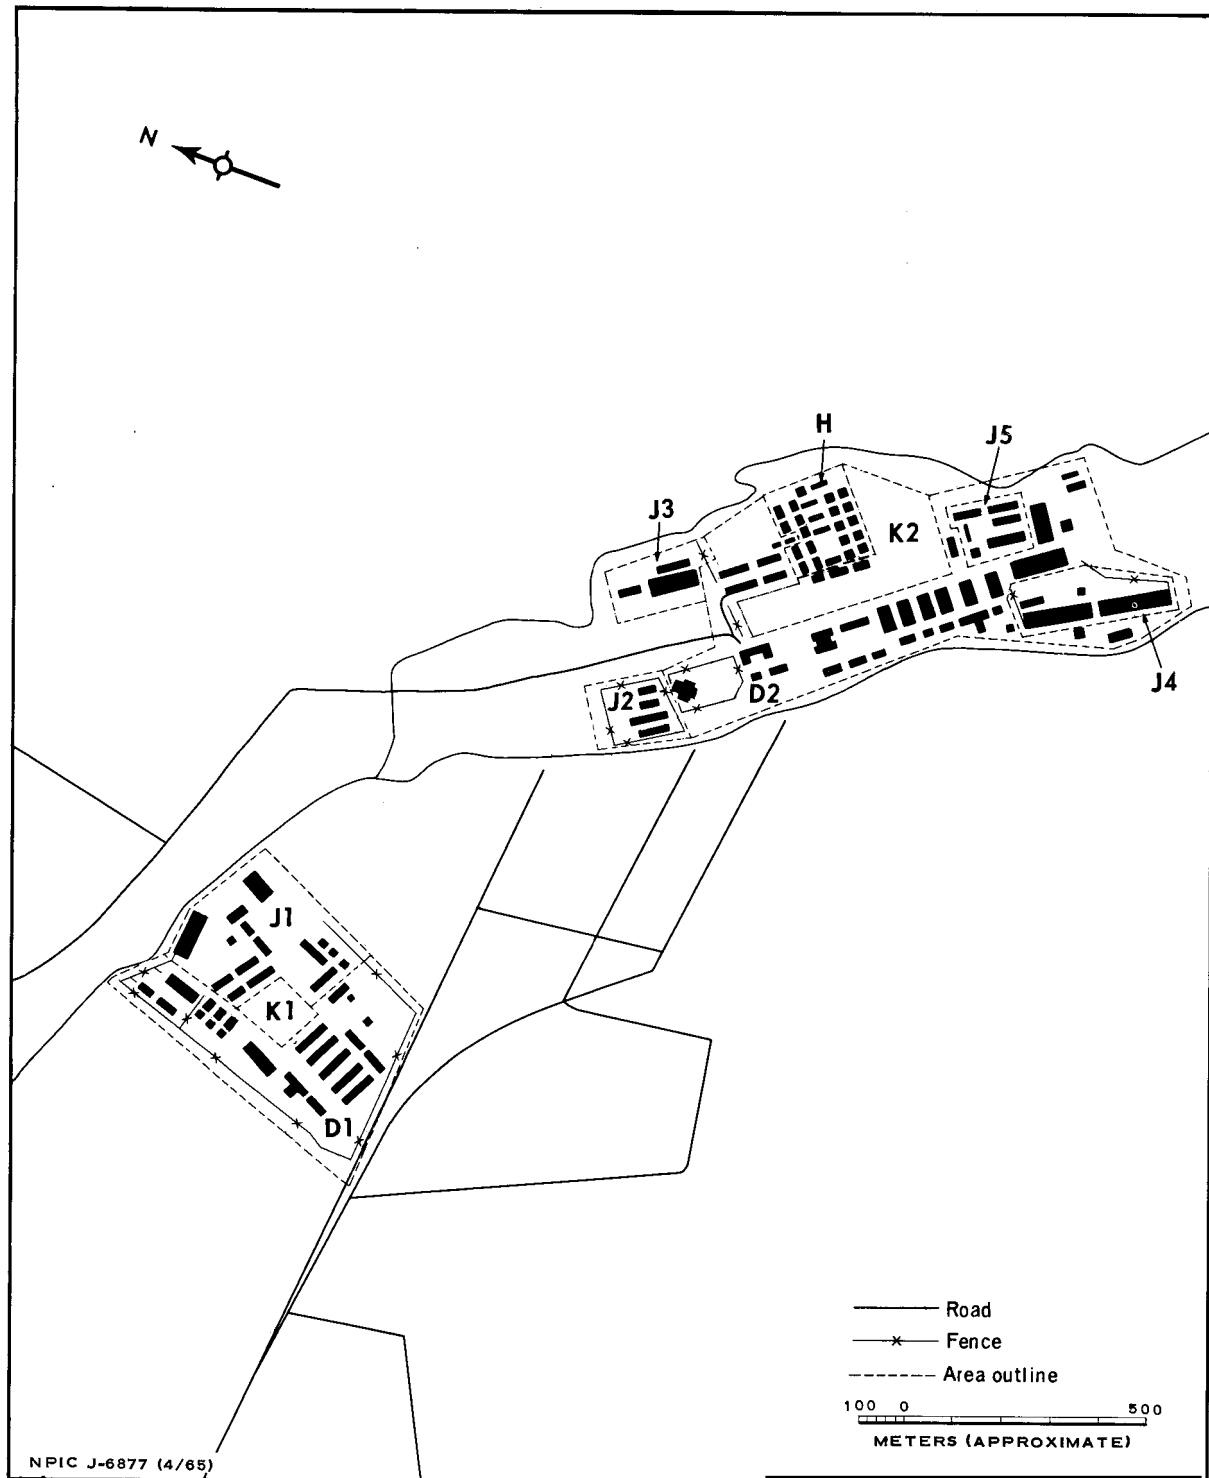 N
H
J5
J3
K2
J4
J2
D2
J1
K1
D1
Road
Fence
Area outline
100 0 500
METERS (APPROXIMATE)
NPIC J-6877 (4/65)